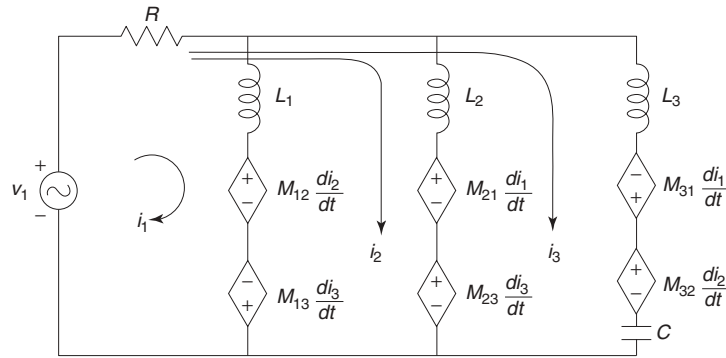 R
L₁
L₂
L₃
+
v₁
−
i₁
+
−
M₁₂ di₂/dt
i₂
+
−
M₂₁ di₁/dt
i₃
−
+
M₃₁ di₁/dt
−
+
M₁₃ di₃/dt
+
−
M₂₃ di₃/dt
+
−
M₃₂ di₂/dt
C